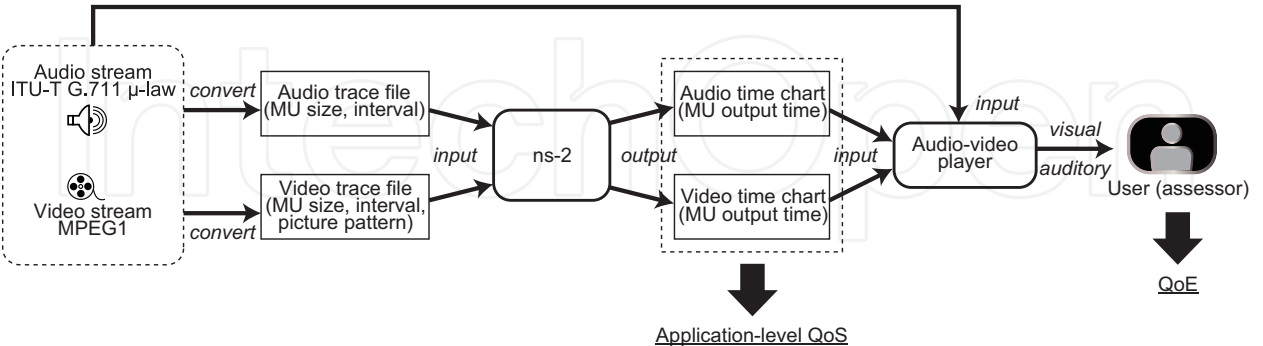 Audio stream
ITU-T G.711 μ-law
Video stream
MPEG1
convert
convert
Audio trace file
(MU size, interval)
Video trace file
(MU size, interval,
picture pattern)
input
ns-2
output
Audio time chart
(MU output time)
Video time chart
(MU output time)
Application-level QoS
input
input
Audio-video
player
visual
auditory
User (assessor)
QoE
IntechOpen